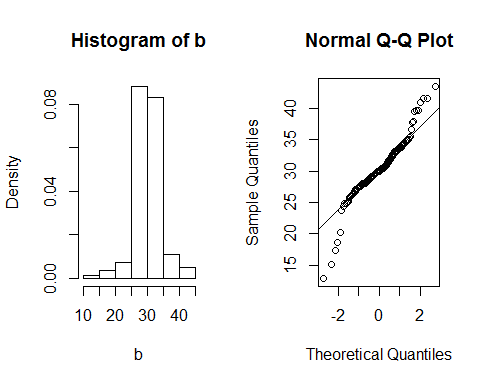 Histogram of b
Density
0.00 0.04 0.08
10 20 30 40
b
Normal Q-Q Plot
Sample Quantiles
15 20 25 30 35 40
-2 0 2
Theoretical Quantiles